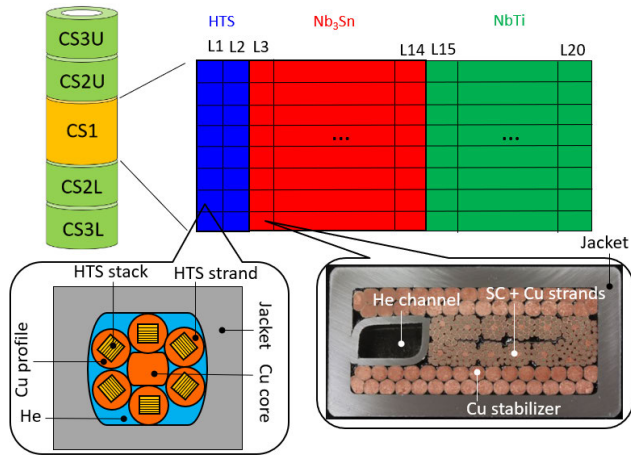 HTS Nb₃Sn NbTi
L1 L2 L3 L14 L15 L20
CS3U
CS2U
CS1
CS2L
CS3L
...
...
HTS stack HTS strand
Cu profile
He
Jacket
Cu core
Jacket
He channel
SC + Cu strands
Cu stabilizer